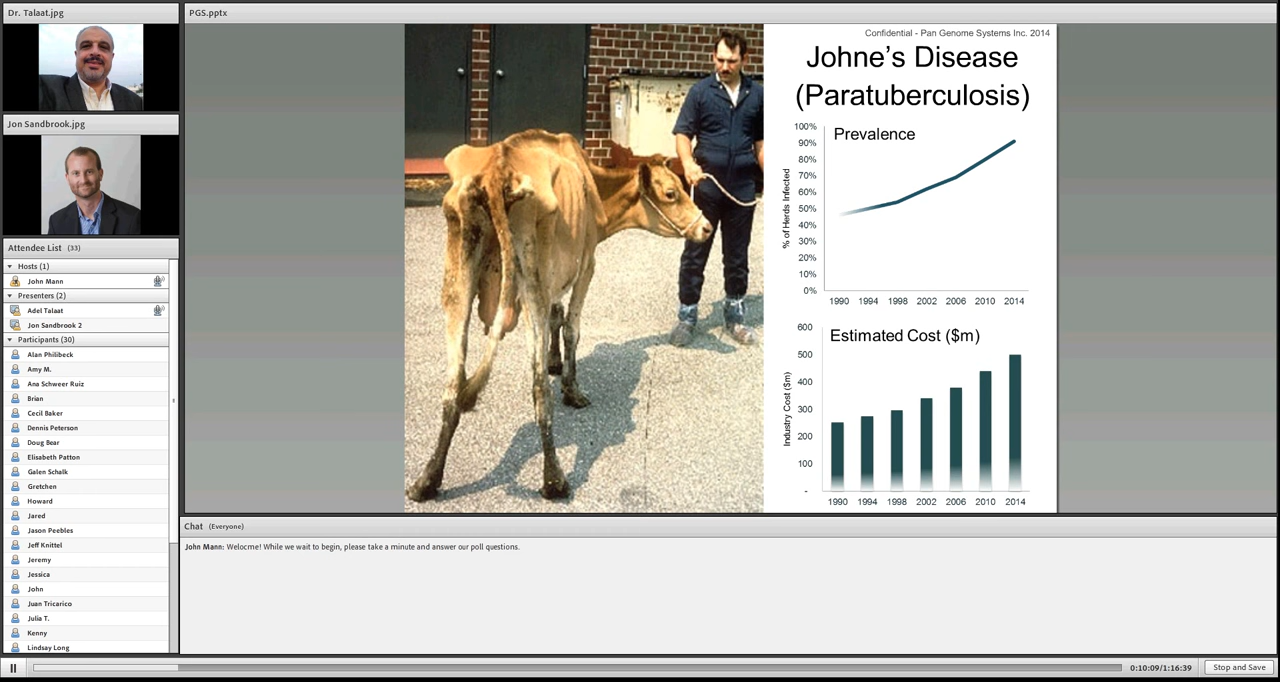 Dr. Talaat.jpg
Jon Sandbrook.jpg
Attendee List (33)
Hosts (1)
John Mann
Presenters (2)
Adel Talaat
Jon Sandbrook 2
Participants (30)
Alan Philibeck
Amy M.
Ana Schweer Ruiz
Brian
Cecil Baker
Dennis Peterson
Doug Bear
Elisabeth Patton
Galen Schalk
Gretchen
Howard
Jared
Jason Peebles
Jeff Knittel
Jeremy
Jessica
John
Juan Tricarico
Julia T.
Kenny
Lindsay Long
PGS.pptx
Confidential - Pan Genome Systems Inc. 2014
Johne's Disease
(Paratuberculosis)
Prevalence
% of Herds Infected
100%
90%
80%
70%
60%
50%
40%
30%
20%
10%
0%
1990 1994 1998 2002 2006 2010 2014
Estimated Cost ($m)
Industry Cost ($m)
600
500
400
300
200
100
-
1990 1994 1998 2002 2006 2010 2014
Chat (Everyone)
John Mann: Welocme! While we wait to begin, please take a minute and answer our poll questions.
0:10:09/1:16:39
Stop and Save